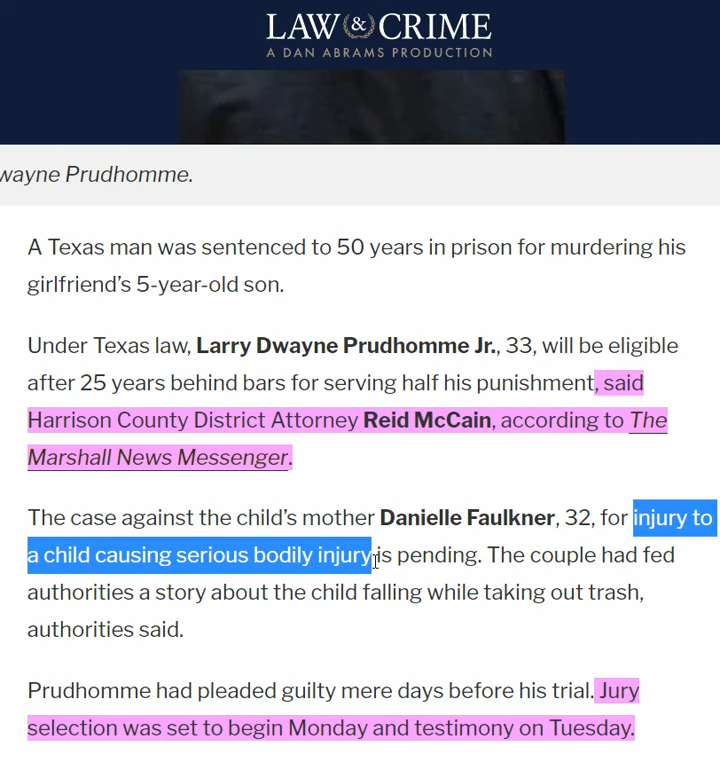 LAW & CRIME
A DAN ABRAMS PRODUCTION
wayne Prudhomme.
A Texas man was sentenced to 50 years in prison for murdering his
girlfriend’s 5-year-old son.
Under Texas law, Larry Dwayne Prudhomme Jr., 33, will be eligible
after 25 years behind bars for serving half his punishment, said
Harrison County District Attorney Reid McCain, according to The
Marshall News Messenger.
The case against the child’s mother Danielle Faulkner, 32, for injury to
a child causing serious bodily injury is pending. The couple had fed
authorities a story about the child falling while taking out trash,
authorities said.
Prudhomme had pleaded guilty mere days before his trial. Jury
selection was set to begin Monday and testimony on Tuesday.